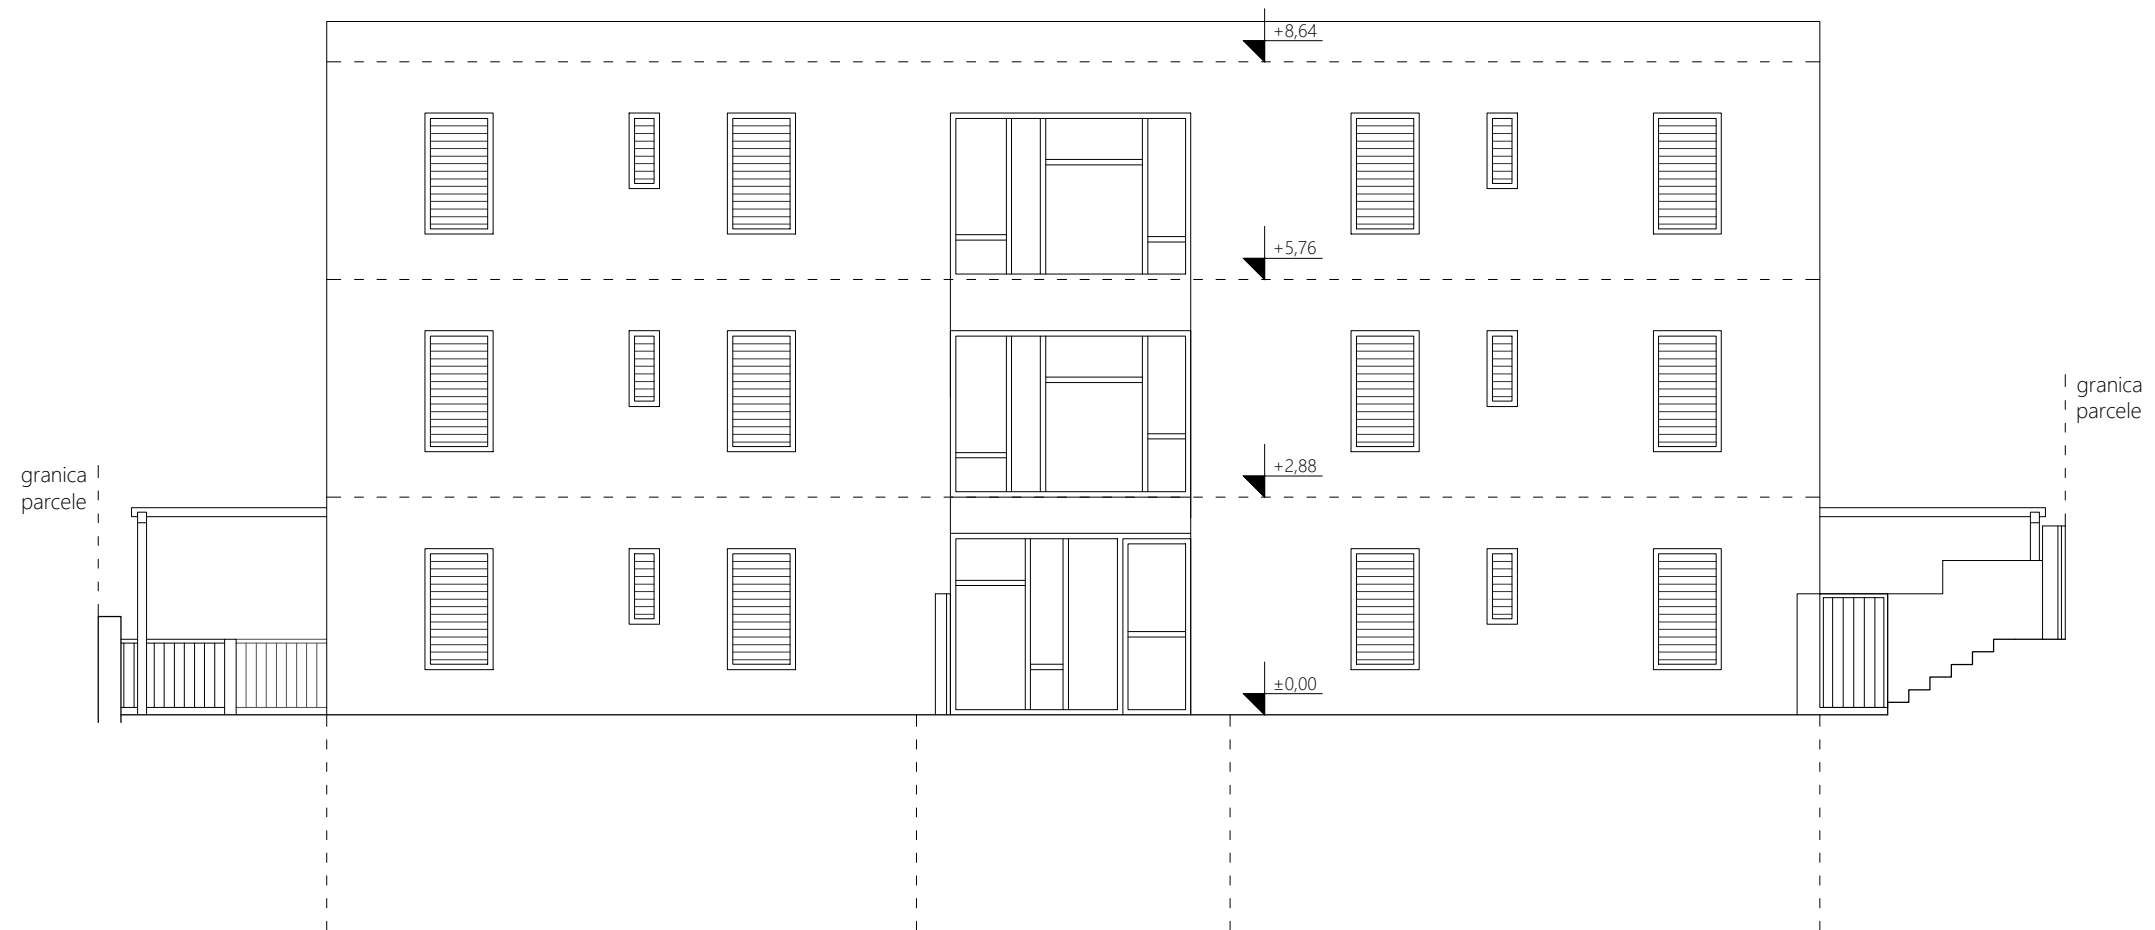 +8,64
+5,76
granica
parcele
+2,88
granica
parcele
±0,00